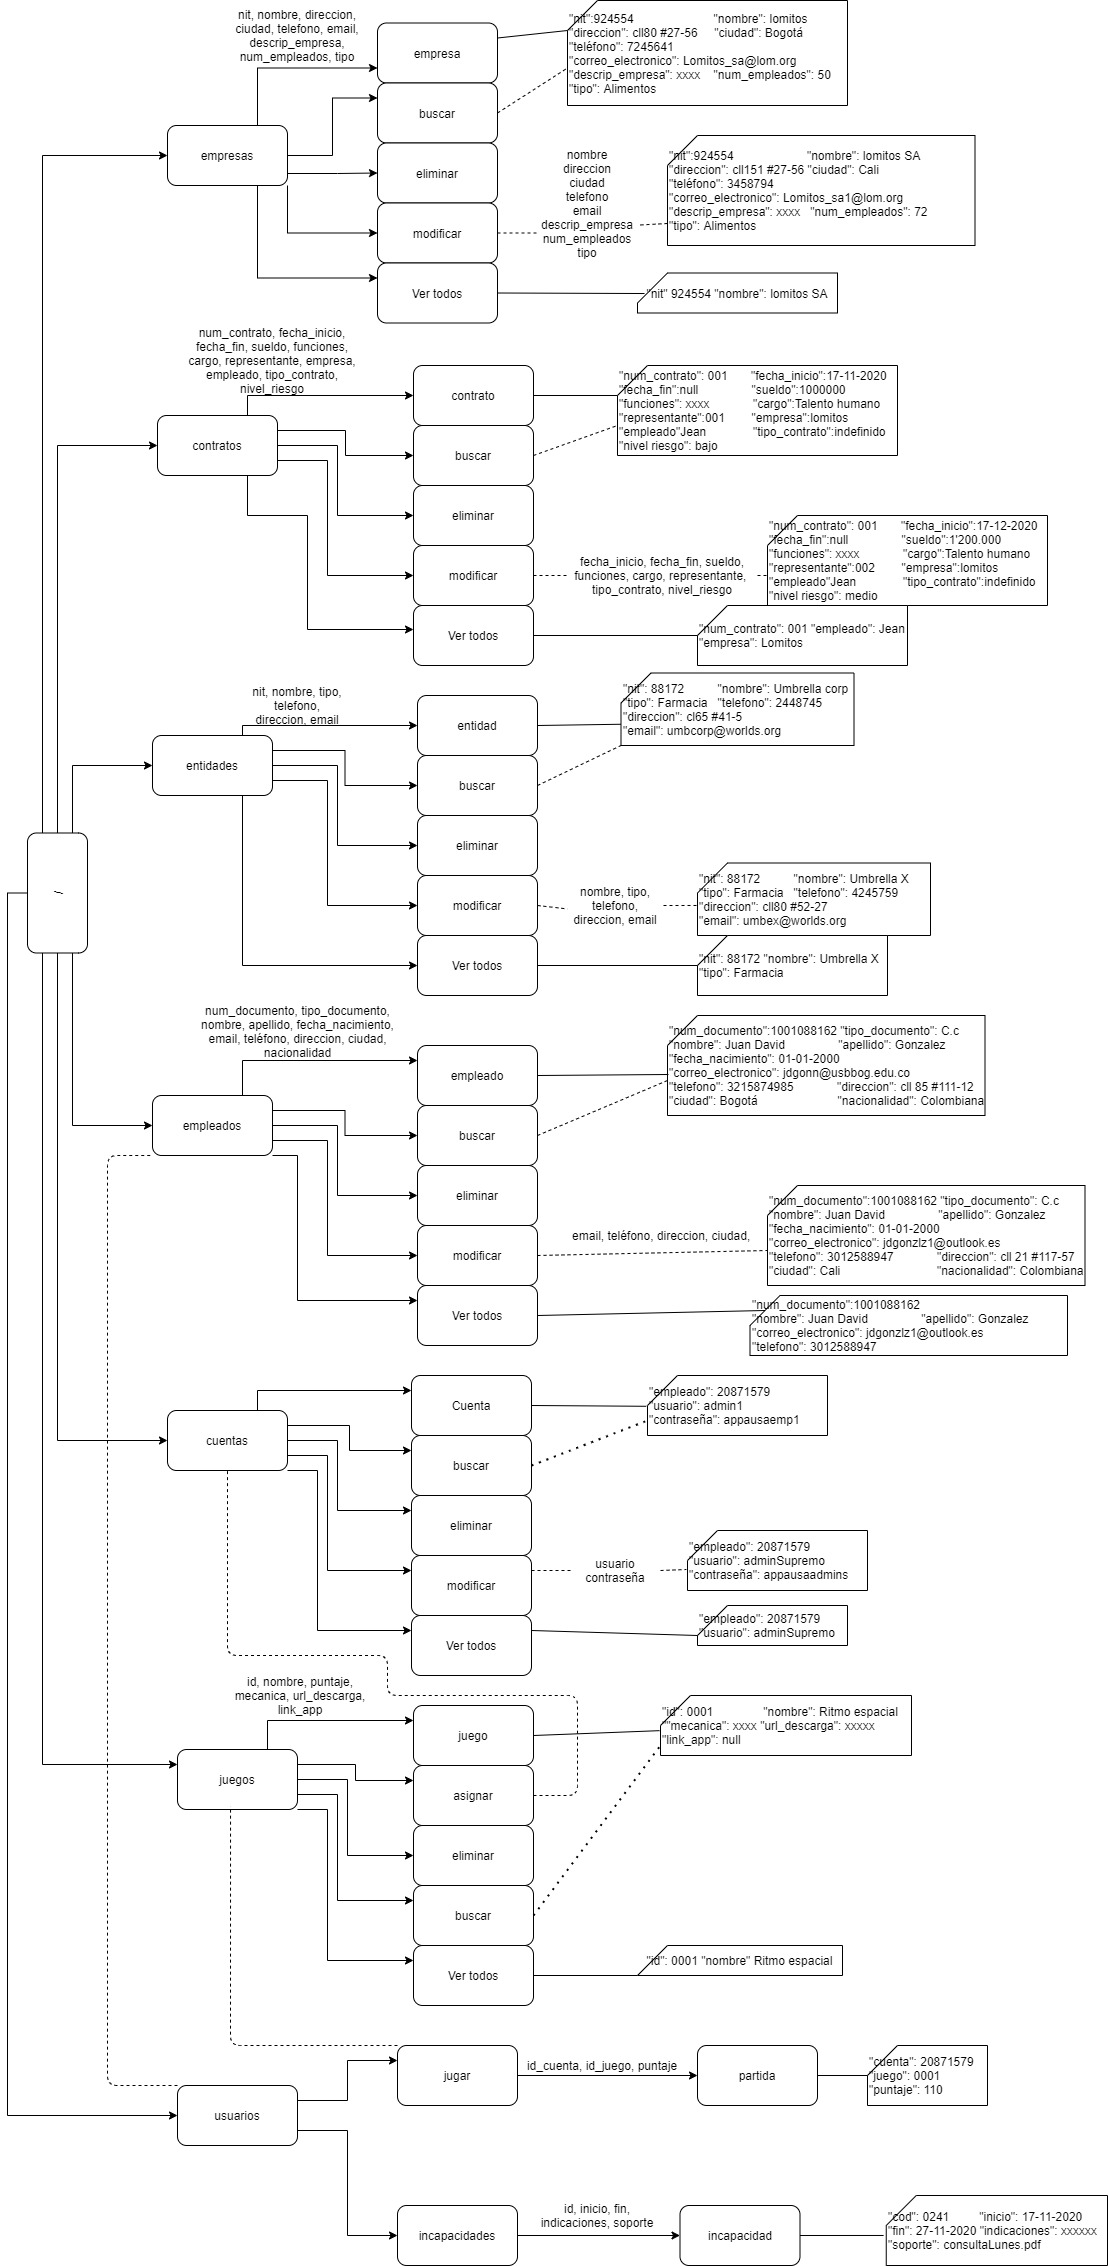 nit, nombre, direccion,
ciudad, telefono, email,
descrip_empresa,
num_empleados, tipo
empresa
"nit":924554 "nombre": lomitos
"direccion": cll80 #27-56 "ciudad": Bogotá
"teléfono": 7245641
"correo_electronico": Lomitos_sa@lom.org
"descrip_empresa": xxxx "num_empleados": 50
"tipo": Alimentos
buscar
empresas
eliminar
nombre
direccion
ciudad
telefono
email
descrip_empresa
num_empleados
tipo
"nit":924554 "nombre": lomitos SA
"direccion": cll151 #27-56 "ciudad": Cali
"teléfono": 3458794
"correo_electronico": Lomitos_sa1@lom.org
"descrip_empresa": xxxx "num_empleados": 72
"tipo": Alimentos
modificar
Ver todos
"nit" 924554 "nombre": lomitos SA
num_contrato, fecha_inicio,
fecha_fin, sueldo, funciones,
cargo, representante, empresa,
empleado, tipo_contrato,
nivel_riesgo
contrato
"num_contrato": 001 "fecha_inicio":17-11-2020
"fecha_fin":null "sueldo":1000000
"funciones": xxxx "cargo":Talento humano
"representante":001 "empresa":lomitos
"empleado"Jean "tipo_contrato":indefinido
"nivel riesgo": bajo
contratos
buscar
eliminar
modificar
fecha_inicio, fecha_fin, sueldo,
funciones, cargo, representante,
tipo_contrato, nivel_riesgo
"num_contrato": 001 "fecha_inicio":17-12-2020
"fecha_fin":null "sueldo":1'200.000
"funciones": xxxx "cargo":Talento humano
"representante":002 "empresa":lomitos
"empleado"Jean "tipo_contrato":indefinido
"nivel riesgo": medio
Ver todos
"num_contrato": 001 "empleado": Jean
"empresa": Lomitos
nit, nombre, tipo,
telefono,
direccion, email
entidad
"nit": 88172 "nombre": Umbrella corp
"tipo": Farmacia "telefono": 2448745
"direccion": cl65 #41-5
"email": umbcorp@worlds.org
entidades
buscar
eliminar
/
modificar
nombre, tipo,
telefono,
direccion, email
"nit": 88172 "nombre": Umbrella X
"tipo": Farmacia "telefono": 4245759
"direccion": cll80 #52-27
"email": umbex@worlds.org
Ver todos
"nit": 88172 "nombre": Umbrella X
"tipo": Farmacia
num_documento, tipo_documento,
nombre, apellido, fecha_nacimiento,
email, teléfono, direccion, ciudad,
nacionalidad
empleado
"num_documento":1001088162 "tipo_documento": C.c
"nombre": Juan David "apellido": Gonzalez
"fecha_nacimiento": 01-01-2000
"correo_electronico": jdgonn@usbbog.edu.co
"telefono": 3215874985 "direccion": cll 85 #111-12
"ciudad": Bogotá "nacionalidad": Colombiana
empleados
buscar
eliminar
modificar
email, teléfono, direccion, ciudad,
"num_documento":1001088162 "tipo_documento": C.c
"nombre": Juan David "apellido": Gonzalez
"fecha_nacimiento": 01-01-2000
"correo_electronico": jdgonzlz1@outlook.es
"telefono": 3012588947 "direccion": cll 21 #117-57
"ciudad": Cali "nacionalidad": Colombiana
Ver todos
"num_documento":1001088162
"nombre": Juan David "apellido": Gonzalez
"correo_electronico": jdgonzlz1@outlook.es
"telefono": 3012588947
Cuenta
"empleado": 20871579
"usuario": admin1
"contraseña": appausaemp1
cuentas
buscar
eliminar
modificar
usuario
contraseña
"empleado": 20871579
"usuario": adminSupremo
"contraseña": appausaadmins
Ver todos
"empleado": 20871579
"usuario": adminSupremo
id, nombre, puntaje,
mecanica, url_descarga,
link_app
juego
"id": 0001 "nombre": Ritmo espacial
""mecanica": xxxx "url_descarga": xxxxx
"link_app": null
juegos
asignar
eliminar
buscar
Ver todos
"id": 0001 "nombre" Ritmo espacial
usuarios
jugar
id_cuenta, id_juego, puntaje
partida
"cuenta": 20871579
"juego": 0001
"puntaje": 110
incapacidades
id, inicio, fin,
indicaciones, soporte
incapacidad
"cod": 0241 "inicio": 17-11-2020
"fin": 27-11-2020 "indicaciones": xxxxxx
"soporte": consultaLunes.pdf